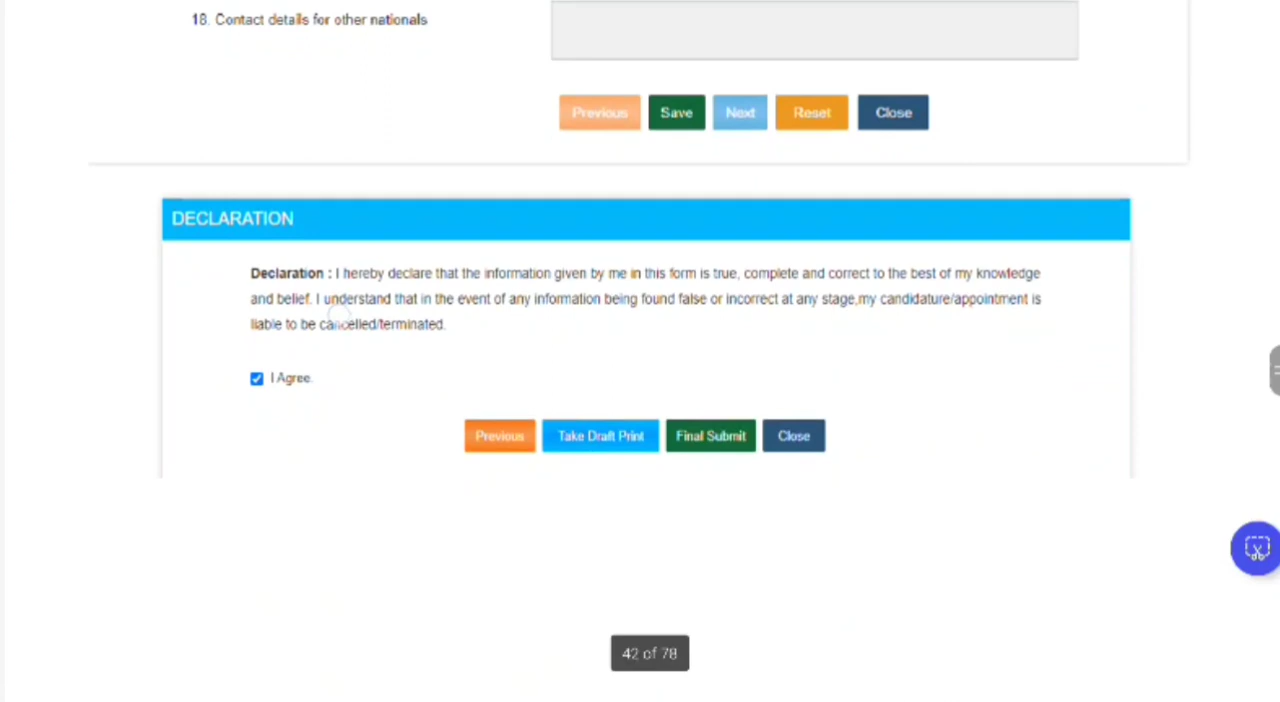 18. Contact details for other nationals
Previous Save Next Reset Close
DECLARATION
Declaration : I hereby declare that the information given by me in this form is true, complete and correct to the best of my knowledge
and belief. I understand that in the event of any information being found false or incorrect at any stage,my candidature/appointment is
liable to be cancelled/terminated.
I Agree.
Previous Take Draft Print Final Submit Close
42 of 78